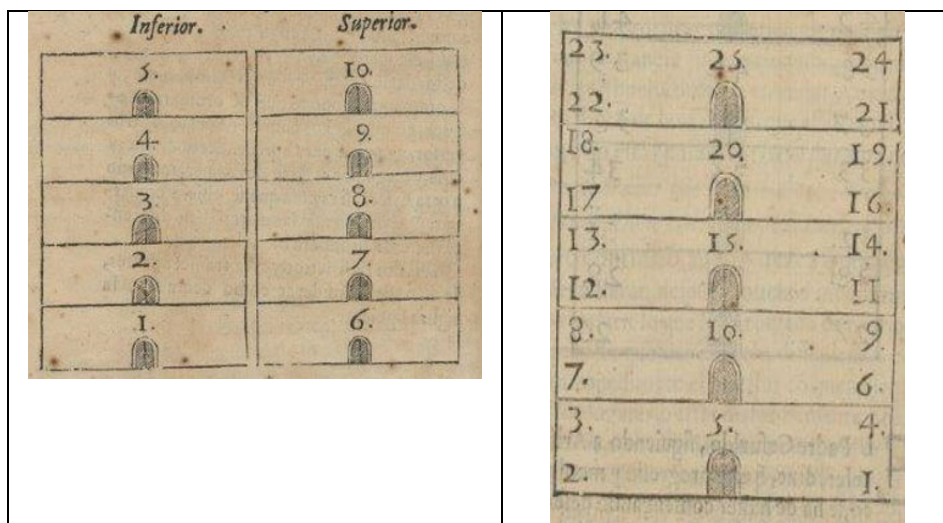 Inferior. Superior.
5. 10.
4. 9.
3. 8.
2. 7.
1. 6.
23. 25. 24
22. 21.
18. 20. 19.
17 16.
13. 15. 14.
12. 11
8. 10. 9.
7. 6.
3. 5. 4.
2. 1.